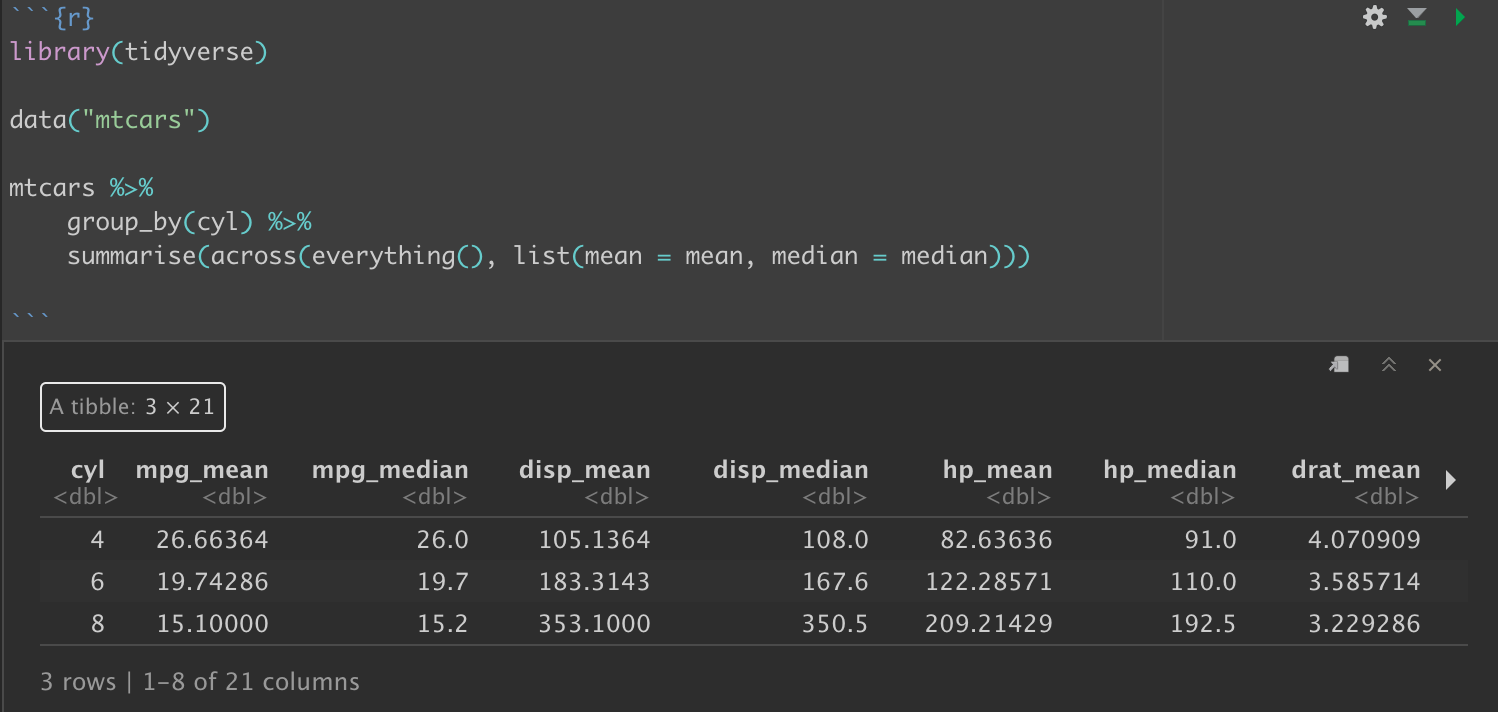 ```{r}
library(tidyverse)
data("mtcars")
mtcars %>%
    group_by(cyl) %>%
    summarise(across(everything(), list(mean = mean, median = median)))
```
A tibble: 3 × 21
cyl mpg_mean mpg_median disp_mean disp_median hp_mean hp_median drat_mean
<dbl> <dbl> <dbl> <dbl> <dbl> <dbl> <dbl> <dbl>
4 26.66364 26.0 105.1364 108.0 82.63636 91.0 4.070909
6 19.74286 19.7 183.3143 167.6 122.28571 110.0 3.585714
8 15.10000 15.2 353.1000 350.5 209.21429 192.5 3.229286
3 rows | 1–8 of 21 columns